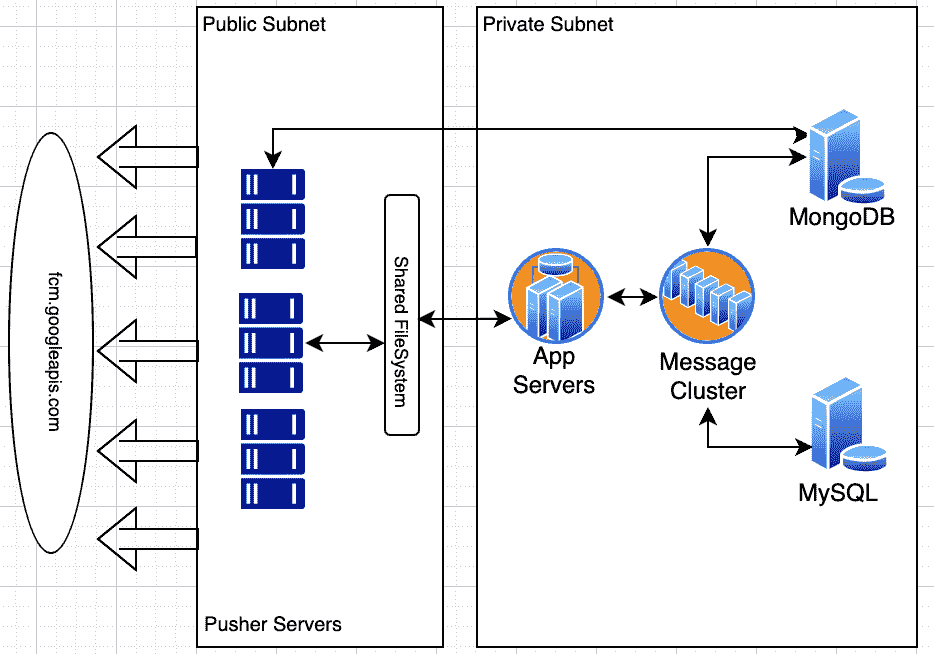 Public Subnet
Private Subnet
fcm.googleapis.com
Shared FileSystem
App
Servers
Message
Cluster
MongoDB
MySQL
Pusher Servers